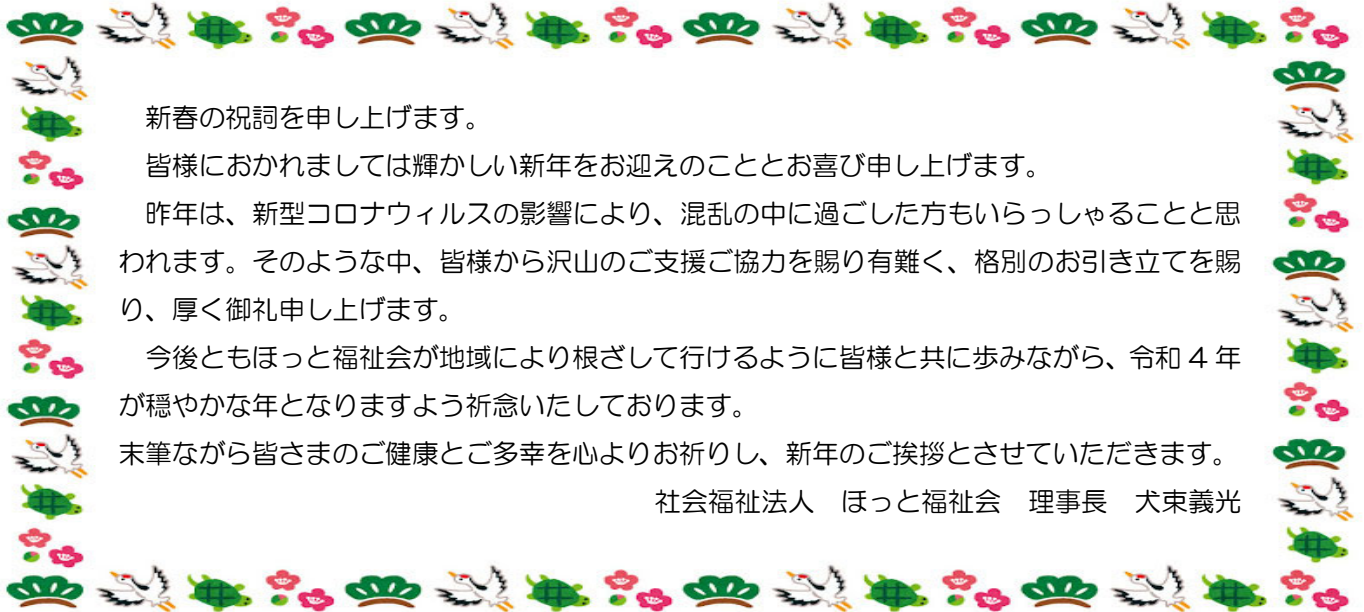 新春の祝詞を申し上げます。
皆様におかれましては輝かしい新年をお迎えのこととお喜び申し上げます。
昨年は、新型コロナウィルスの影響により、混乱の中に過ごした方もいらっしゃることと思
われます。そのような中、皆様から沢山のご支援ご協力を賜り有難く、格別のお引き立てを賜
り、厚く御礼申し上げます。
今後ともほっと福祉会が地域により根ざして行けるように皆様と共に歩みながら、令和 4 年
が穏やかな年となりますよう祈念いたしております。
末筆ながら皆さまのご健康とご多幸を心よりお祈りし、新年のご挨拶とさせていただきます。
社会福祉法人　ほっと福祉会　理事長　犬束義光